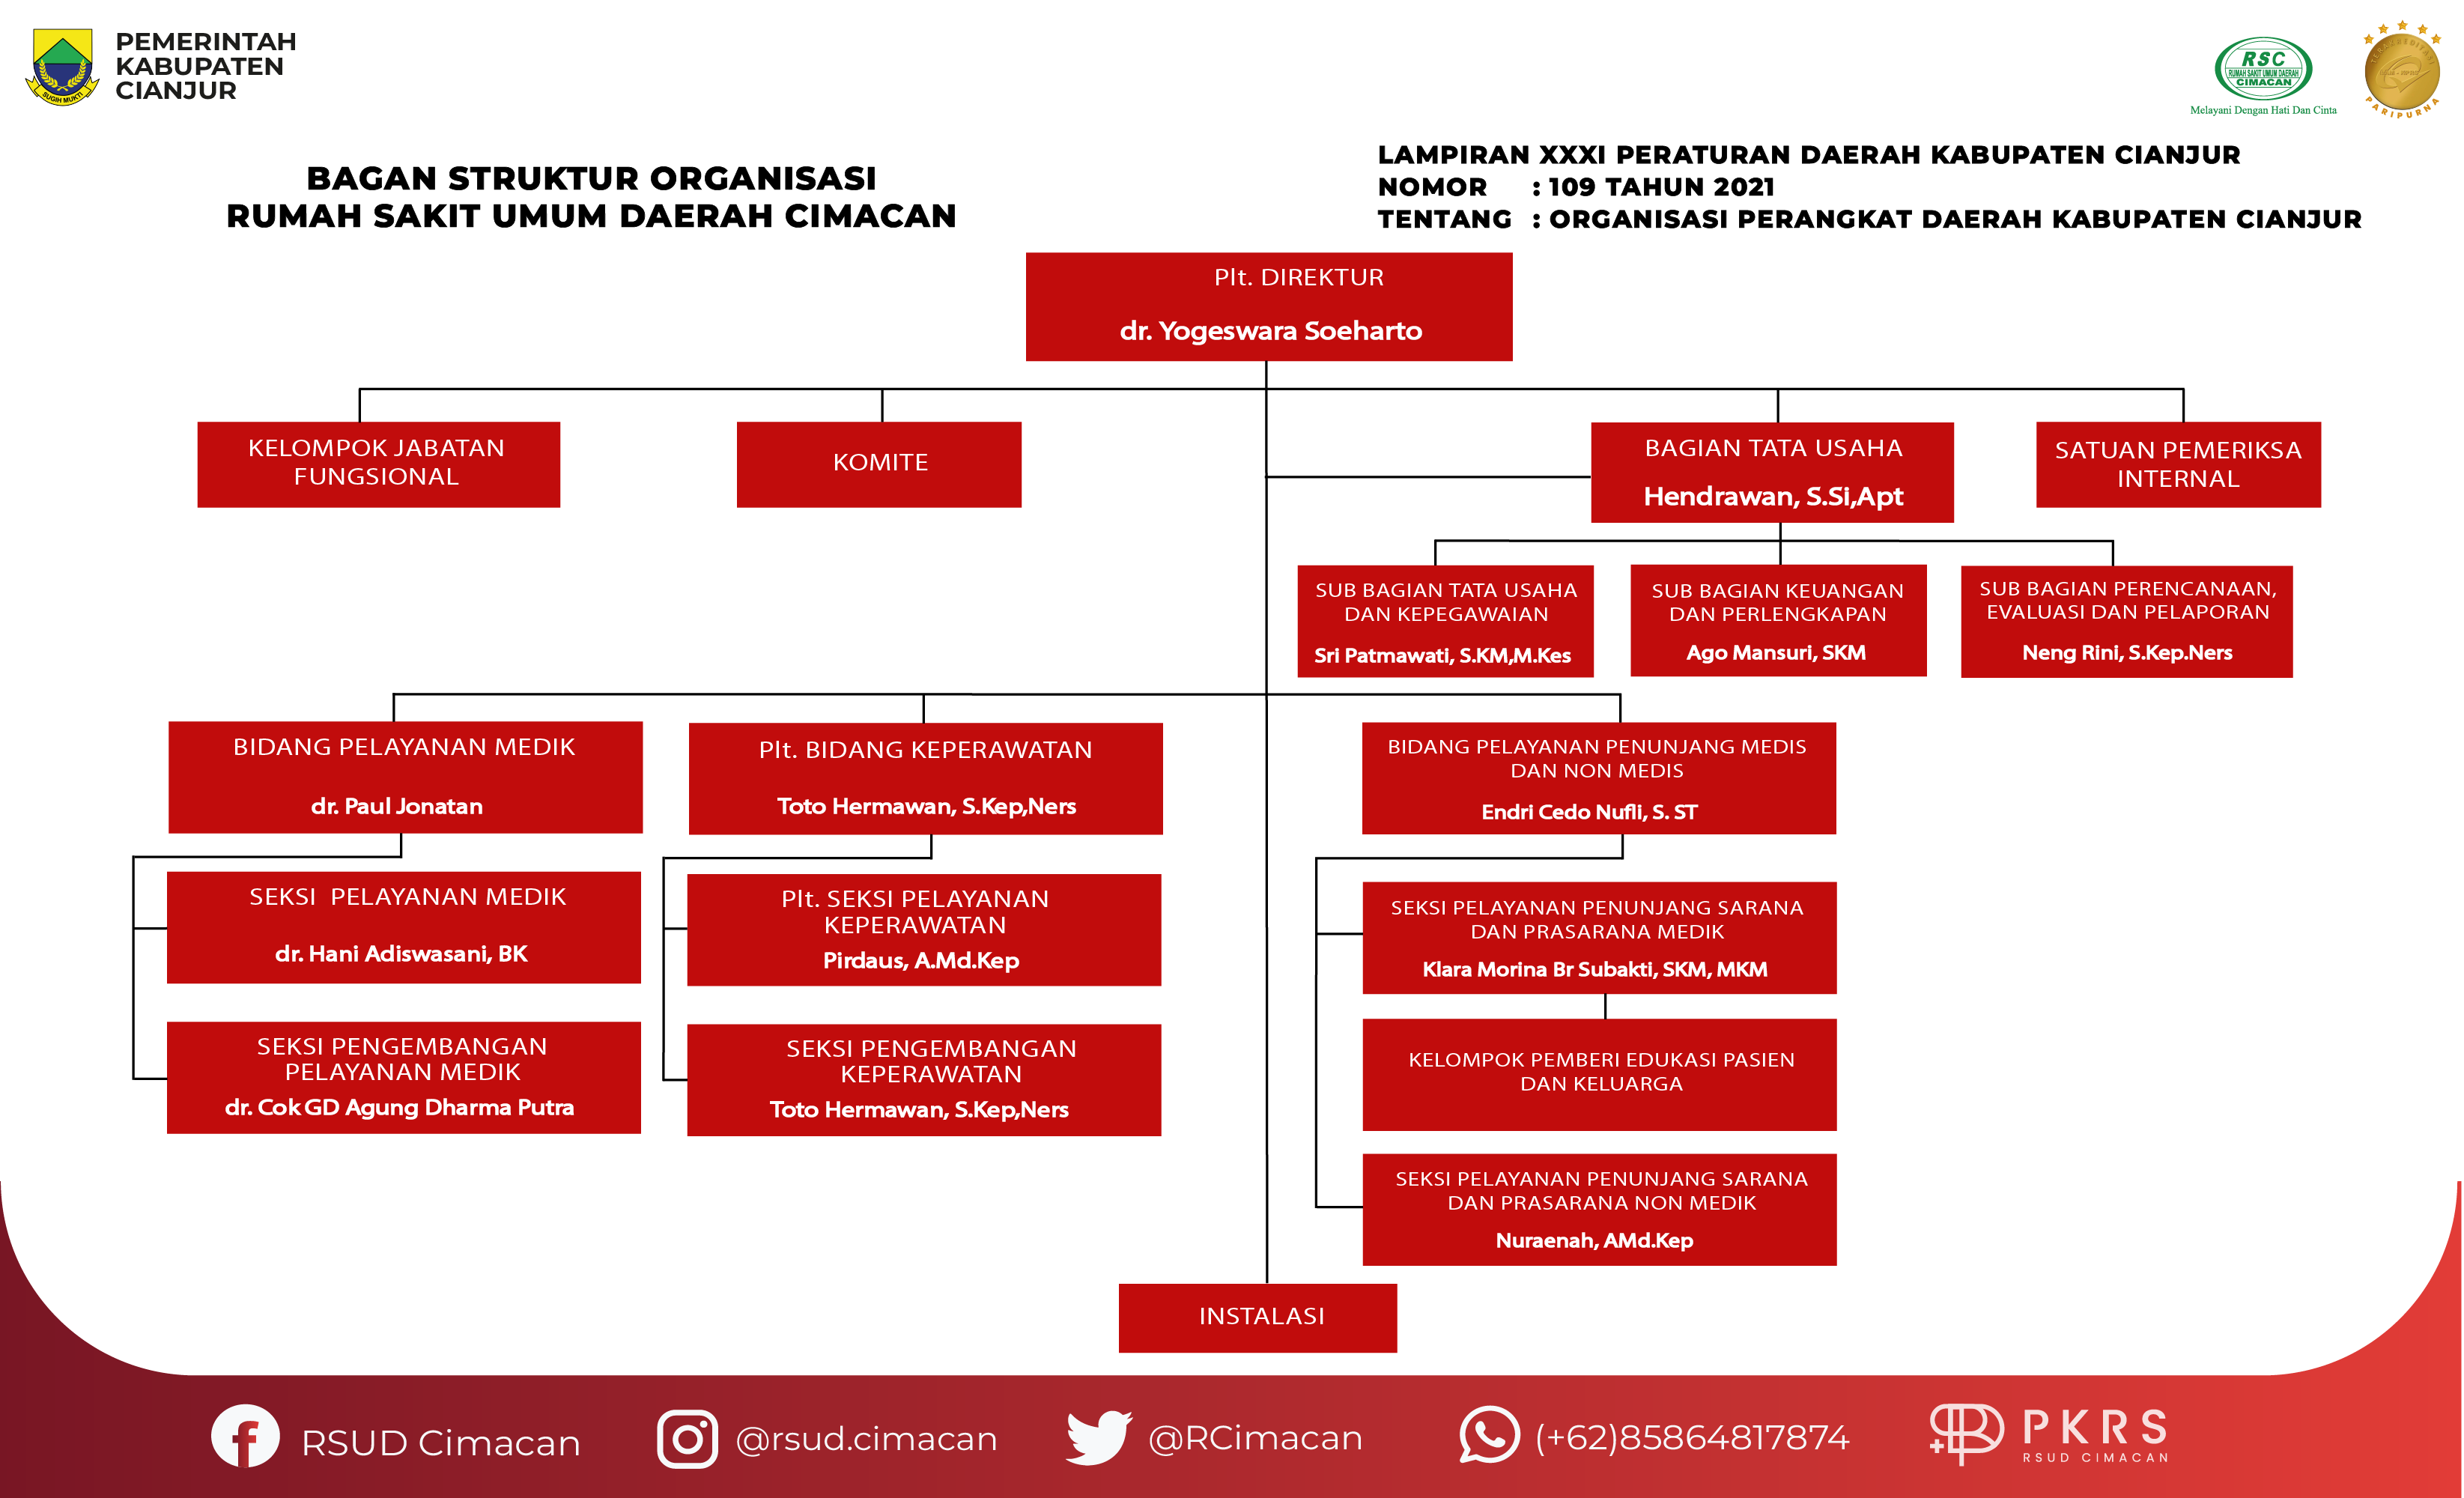 PEMERINTAH
KABUPATEN
CIANJUR
SUGIH MUKTI
RSC
RUMAH SAKIT UMUM DAERAH
CIMACAN
Melayani Dengan Hati Dan Cinta
PARIPURNA
BAGAN STRUKTUR ORGANISASI
RUMAH SAKIT UMUM DAERAH CIMACAN
LAMPIRAN XXXI PERATURAN DAERAH KABUPATEN CIANJUR
NOMOR : 109 TAHUN 2021
TENTANG : ORGANISASI PERANGKAT DAERAH KABUPATEN CIANJUR
Plt. DIREKTUR
dr. Yogeswara Soeharto
KELOMPOK JABATAN
FUNGSIONAL
KOMITE
BAGIAN TATA USAHA
Hendrawan, S.Si,Apt
SATUAN PEMERIKSA
INTERNAL
SUB BAGIAN TATA USAHA
DAN KEPEGAWAIAN
Sri Patmawati, S.KM,M.Kes
SUB BAGIAN KEUANGAN
DAN PERLENGKAPAN
Ago Mansuri, SKM
SUB BAGIAN PERENCANAAN,
EVALUASI DAN PELAPORAN
Neng Rini, S.Kep.Ners
BIDANG PELAYANAN MEDIK
dr. Paul Jonatan
Plt. BIDANG KEPERAWATAN
Toto Hermawan, S.Kep,Ners
BIDANG PELAYANAN PENUNJANG MEDIS
DAN NON MEDIS
Endri Cedo Nufli, S. ST
SEKSI PELAYANAN MEDIK
dr. Hani Adiswasani, BK
Plt. SEKSI PELAYANAN
KEPERAWATAN
Pirdaus, A.Md.Kep
SEKSI PELAYANAN PENUNJANG SARANA
DAN PRASARANA MEDIK
Klara Morina Br Subakti, SKM, MKM
SEKSI PENGEMBANGAN
PELAYANAN MEDIK
dr. Cok GD Agung Dharma Putra
SEKSI PENGEMBANGAN
KEPERAWATAN
Toto Hermawan, S.Kep,Ners
KELOMPOK PEMBERI EDUKASI PASIEN
DAN KELUARGA
SEKSI PELAYANAN PENUNJANG SARANA
DAN PRASARANA NON MEDIK
Nuraenah, AMd.Kep
INSTALASI
RSUD Cimacan
@rsud.cimacan
@RCimacan
(+62)85864817874
PKRS
RSUD CIMACAN